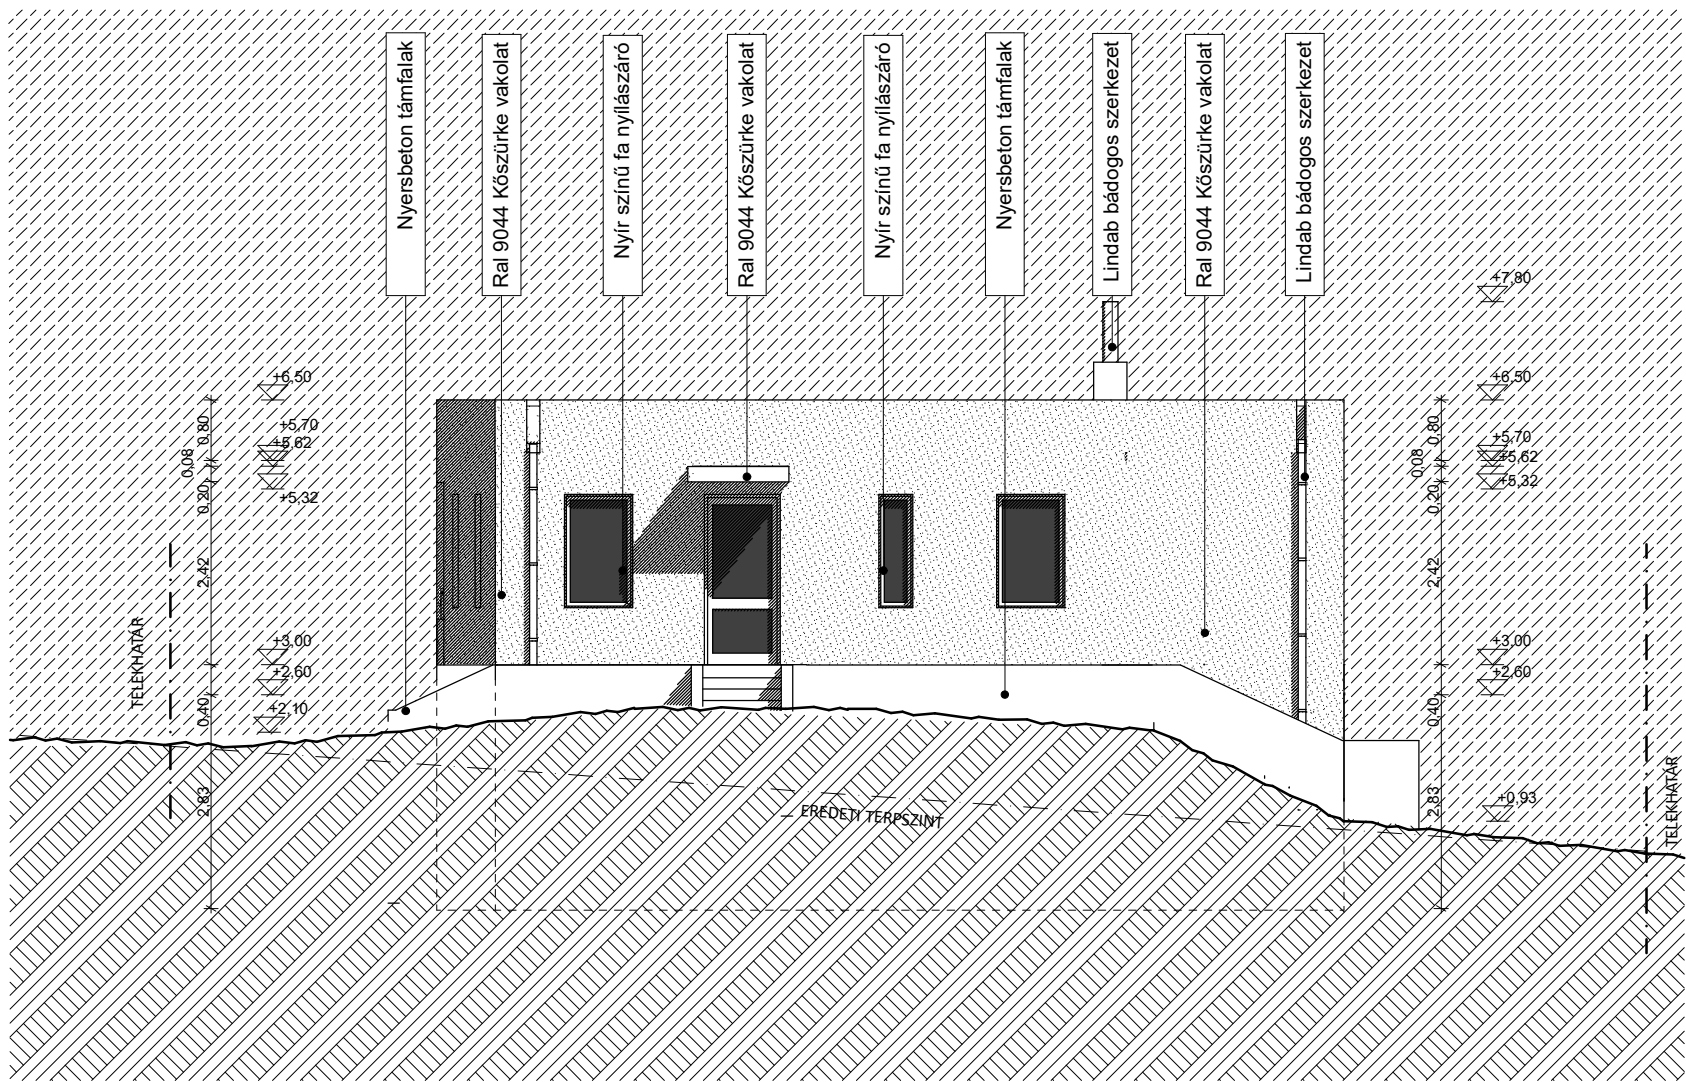 Nyersbeton támfalak
Ral 9044 Kőszürke vakolat
Nyír színű fa nyílászáró
Ral 9044 Kőszürke vakolat
Nyír színű fa nyílászáró
Nyersbeton támfalak
Lindab bádogos szerkezet
Ral 9044 Kőszürke vakolat
Lindab bádogos szerkezet
+6,50
+5,70
+5,62
+5,32
+3,00
+2,60
+2,10
0,80
0,08
0,20
2,42
0,40
2,83
TELEKHATÁR
EREDETI TERPSZINT
+7,80
+6,50
+5,70
+5,62
+5,32
+3,00
+2,60
+0,93
0,80
0,08
0,20
2,42
0,40
2,83
TELEKHATÁR